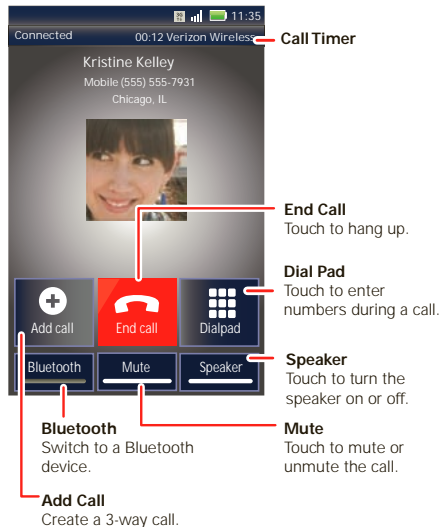 3G
11:35
Connected 00:12 Verizon Wireless
Call Timer
Kristine Kelley
Mobile (555) 555-7931
Chicago, IL
End Call
Touch to hang up.
Dial Pad
Touch to enter
numbers during a call.
Add call End call Dialpad
Bluetooth Mute Speaker
Speaker
Touch to turn the
speaker on or off.
Bluetooth
Switch to a Bluetooth
device.
Mute
Touch to mute or
unmute the call.
Add Call
Create a 3-way call.